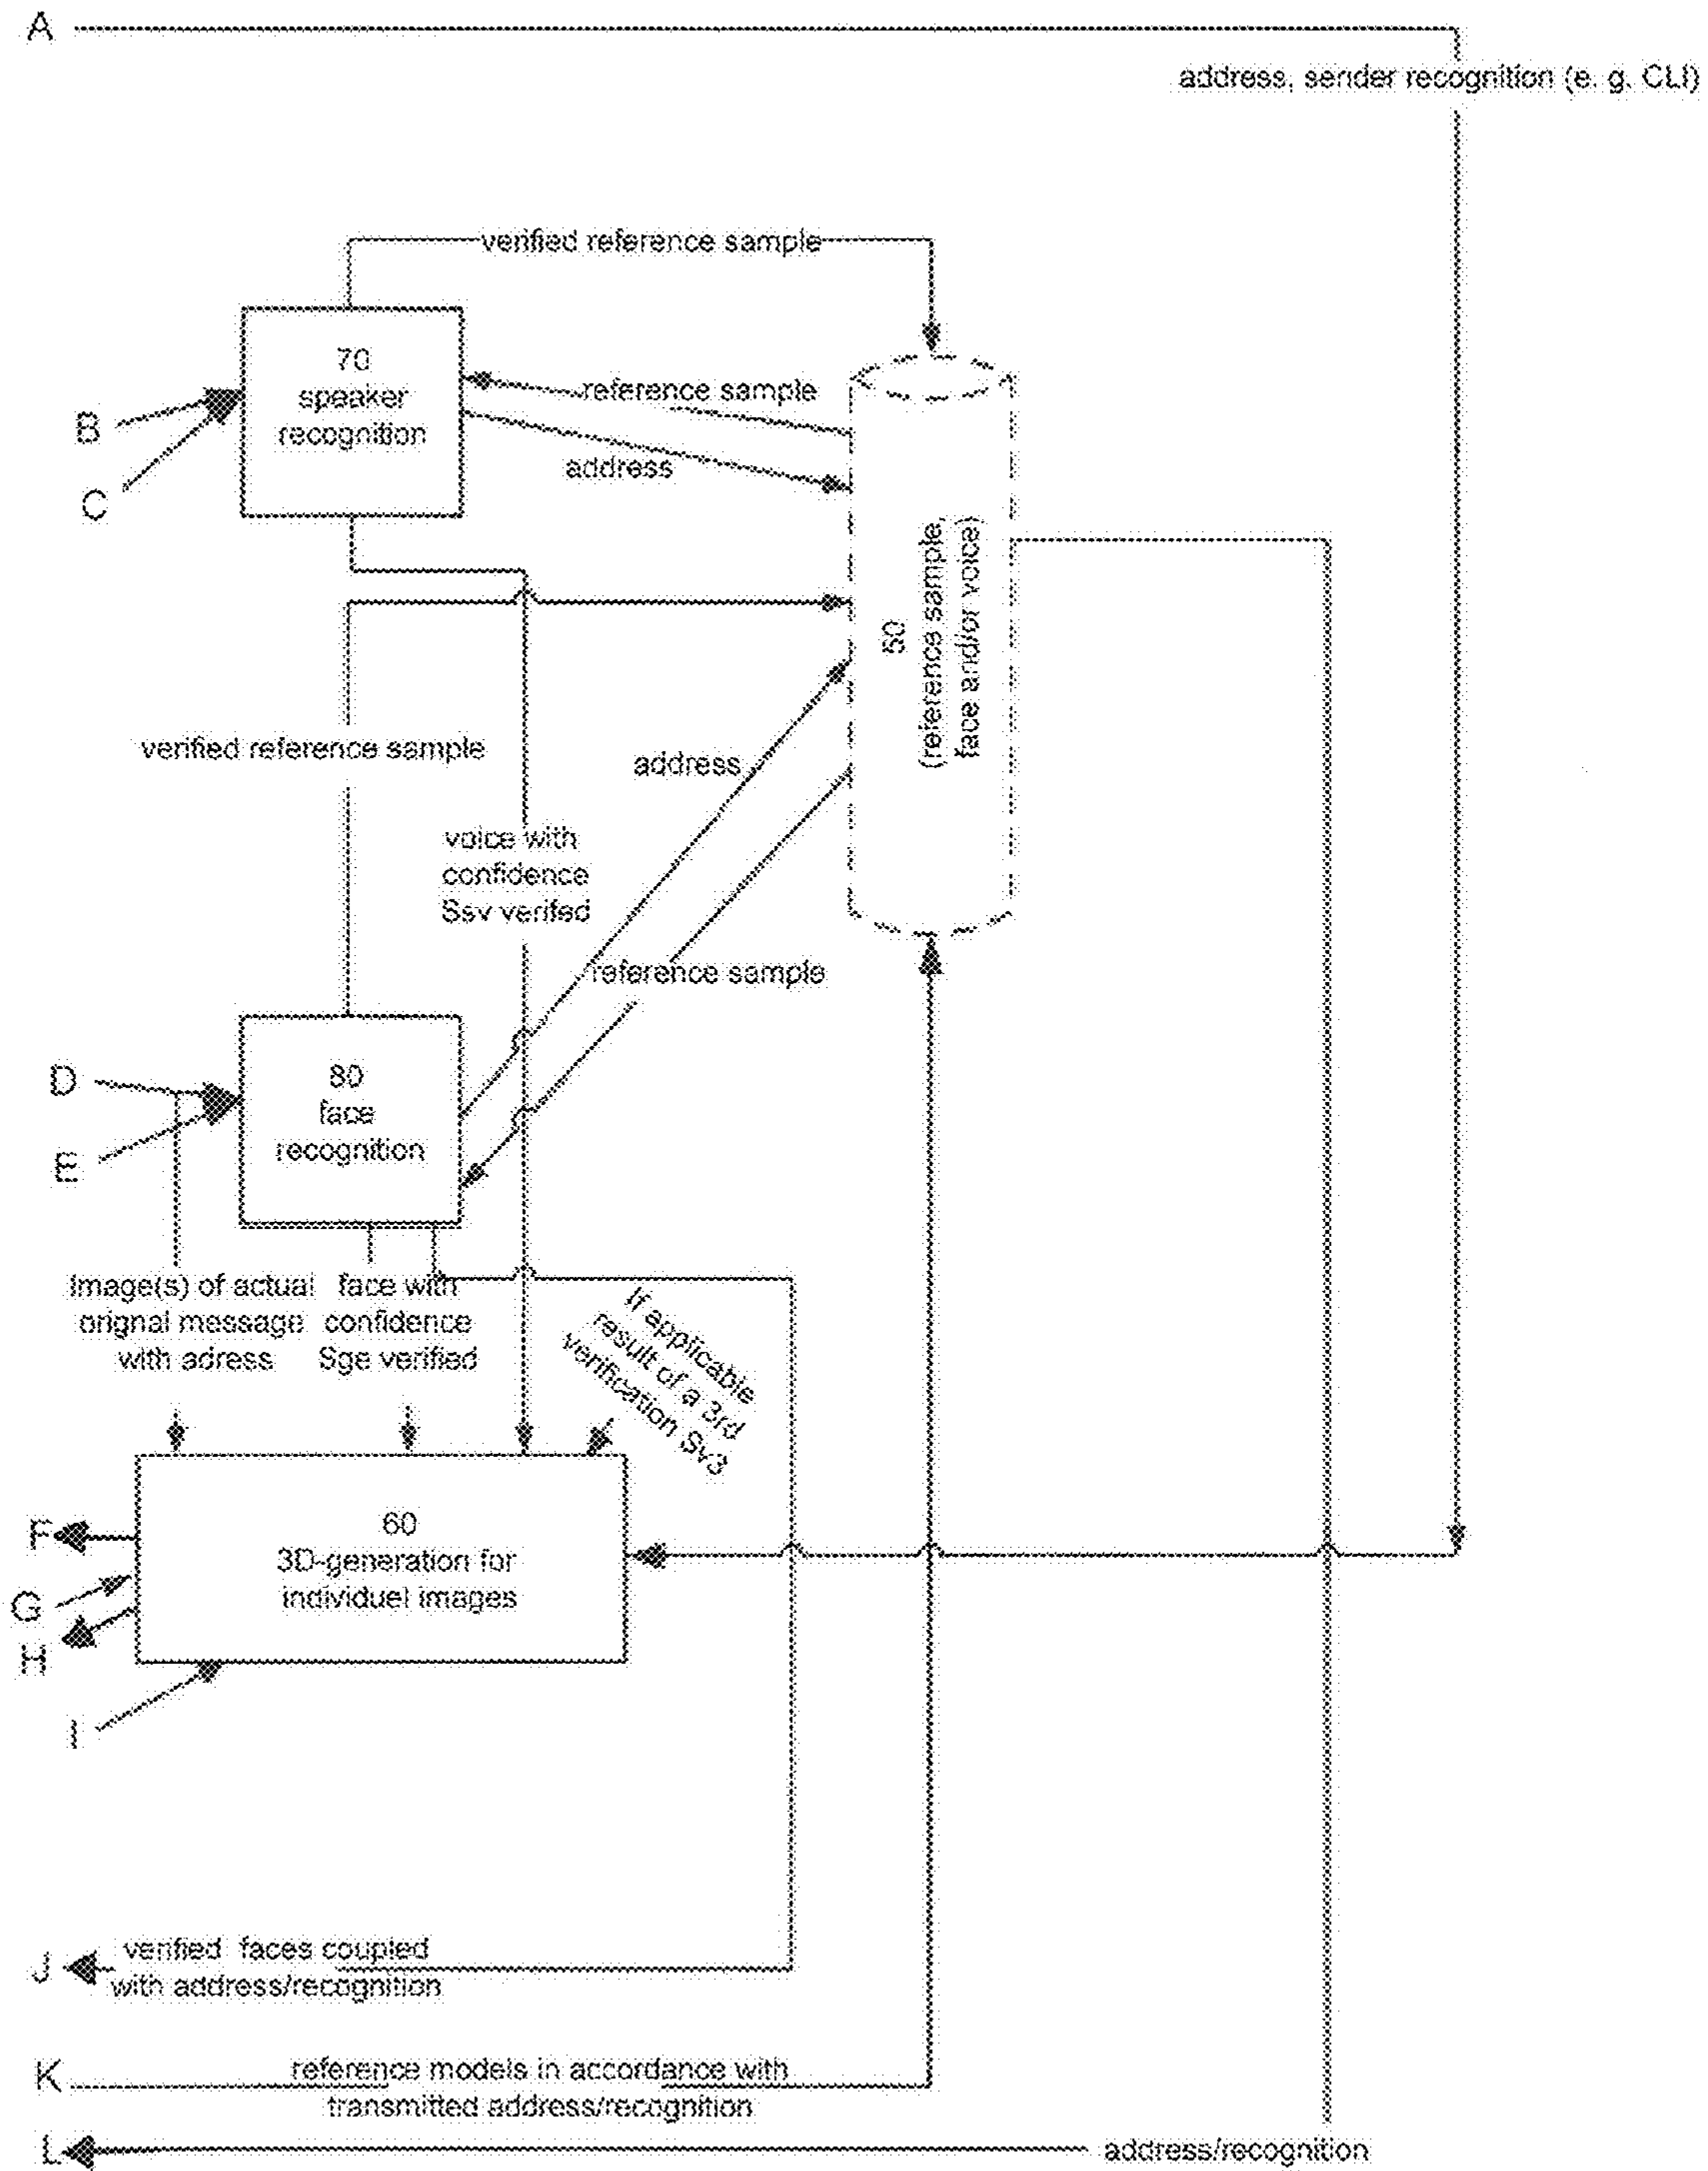 A
address, sender recognition (e. g. CLI)
verified reference sample
70
speaker
recognition
reference sample
address
B
C
50
(reference sample,
face and/or voice)
verified reference sample
address
voice with
confidence
Ssv verifed
reference sample
80
face
recognition
D
E
Image(s) of actual
orignal message
with adress
face with
confidence
Sge verified
If applicable
result of a 3rd
verification Sv3
60
3D-generation for
individuel images
F
G
H
I
J
verified faces coupled
with address/recognition
K
reference models in accordance with
transmitted address/recognition
L
address/recognition